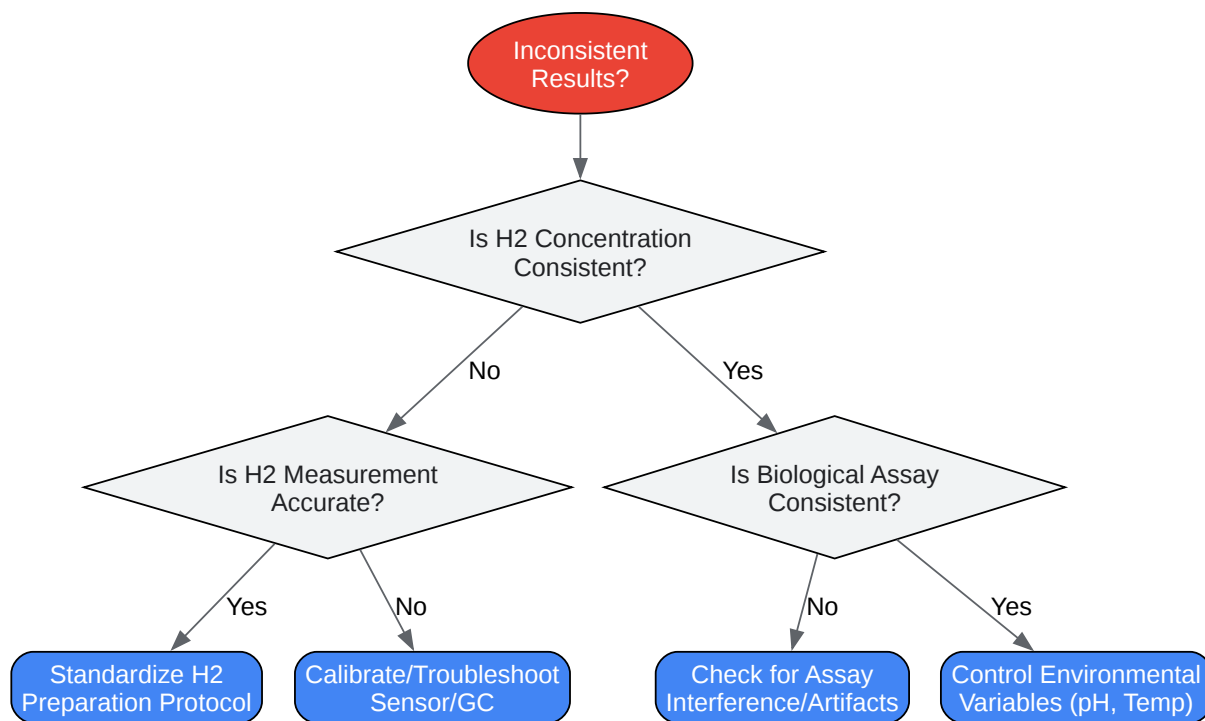 Inconsistent
Results?
Is H2 Concentration
Consistent?
No
Yes
Is H2 Measurement
Accurate?
Is Biological Assay
Consistent?
Yes
No
No
Yes
Standardize H2
Preparation Protocol
Calibrate/Troubleshoot
Sensor/GC
Check for Assay
Interference/Artifacts
Control Environmental
Variables (pH, Temp)